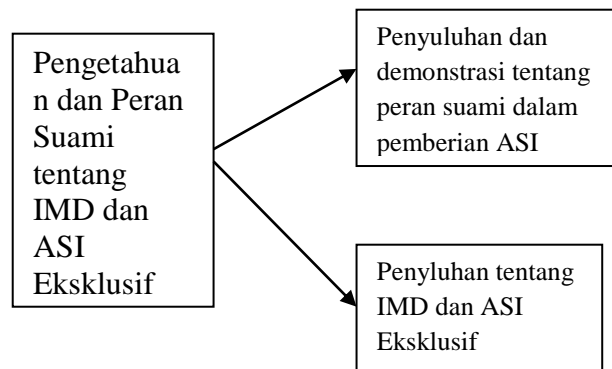 Pengetahua
n dan Peran
Suami
tentang
IMD dan
ASI
Eksklusif
Penyuluhan dan
demonstrasi tentang
peran suami dalam
pemberian ASI
Penyluhan tentang
IMD dan ASI
Eksklusif